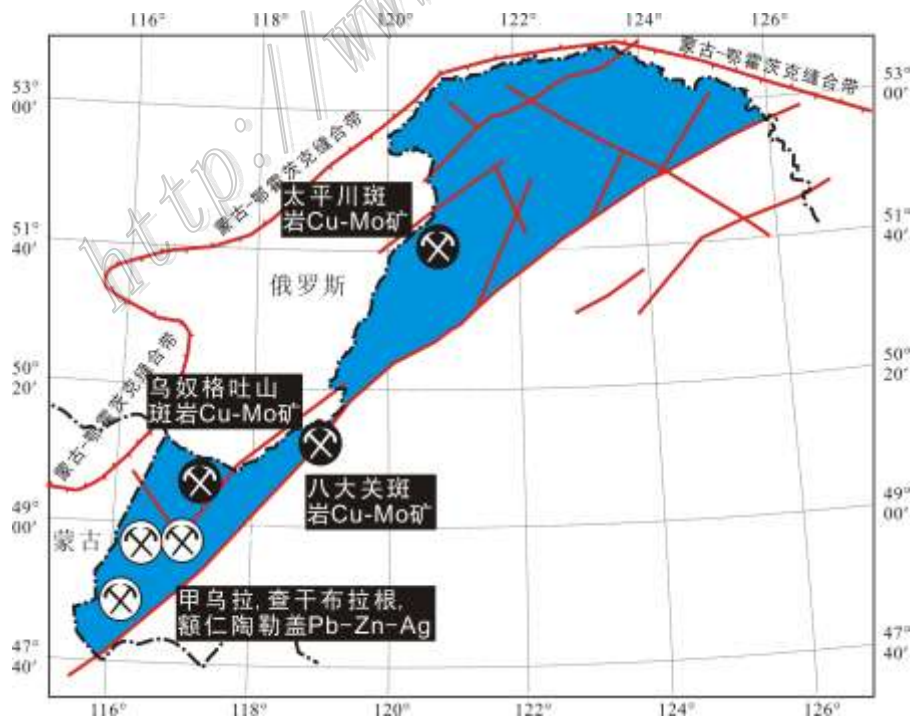 116°
118°
120°
122°
124°
126°
蒙古-鄂霍茨克缝合带
53°
00′
53°
00′
蒙古-鄂霍茨克缝合带
太平川斑
岩Cu-Mo矿
51°
40′
51°
40′
俄罗斯
http://ww
50°
20′
50°
20′
蒙古-鄂霍茨克缝合带
乌奴格吐山
斑岩Cu-Mo矿
八大关斑
岩Cu-Mo矿
49°
00′
49°
00′
蒙古
甲乌拉,查干布拉根,
额仁陶勒盖Pb-Zn-Ag
47°
40′
47°
40′
116°
118°
120°
122°
124°
126°